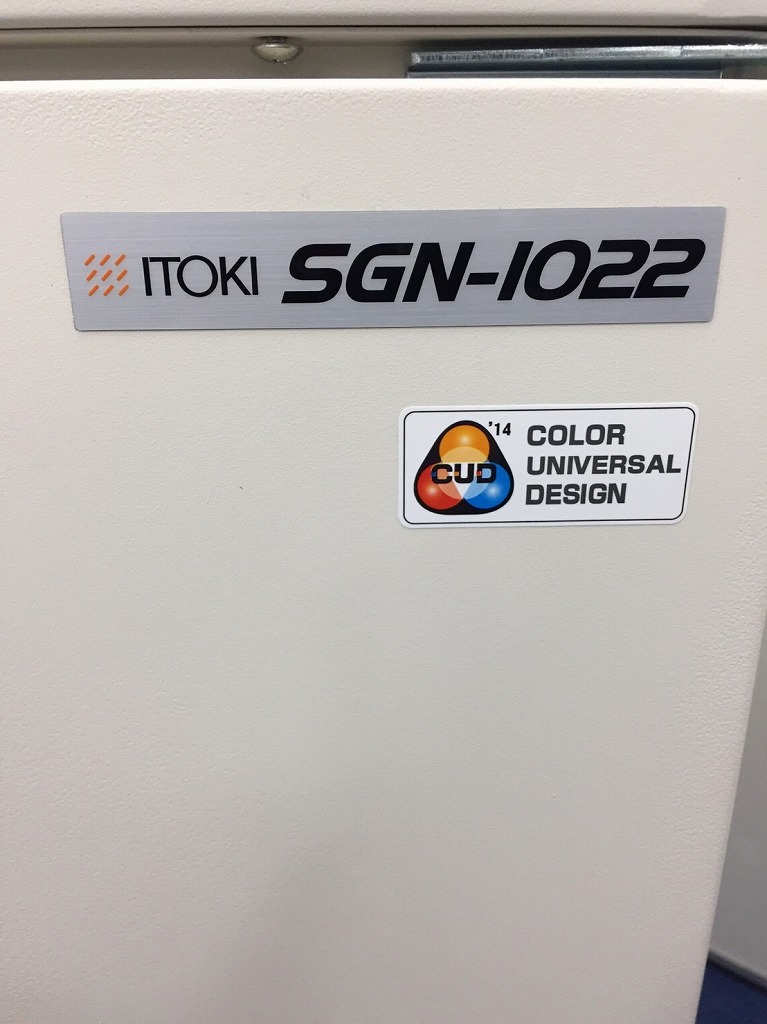 ITOKI SGN-1022
'14
CUD
COLOR
UNIVERSAL
DESIGN